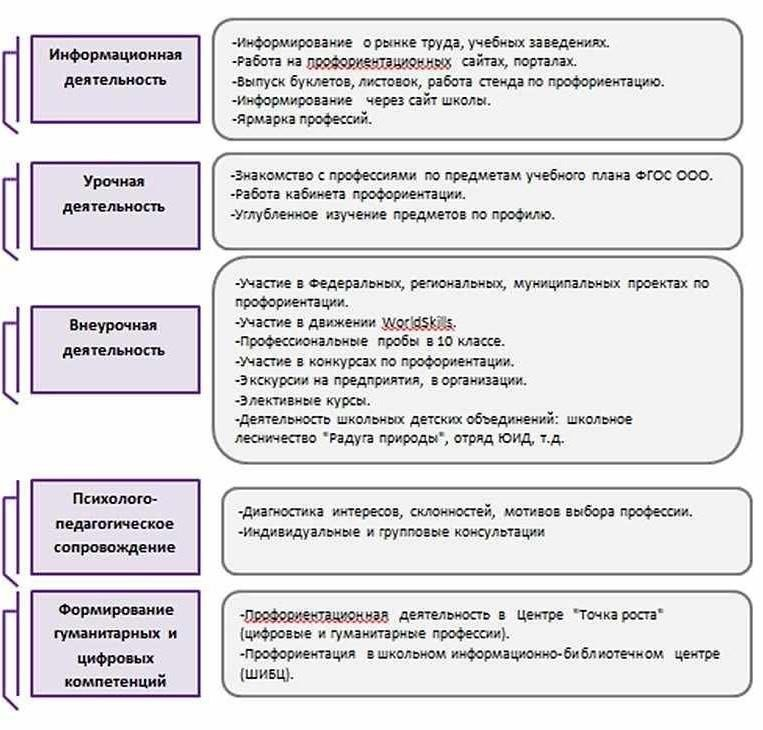 Информационная
деятельность
-Информирование о рынке труда, учебных заведениях.
-Работа на профориентационных сайтах, порталах.
-Выпуск буклетов, листовок, работа стенда по профориентацию.
-Информирование через сайт школы.
-Ярмарка профессий.
Урочная
деятельность
-Знакомство с профессиями по предметам учебного плана ФГОС ООО.
-Работа кабинета профориентации.
-Углубленное изучение предметов по профилю.
Внеурочная
деятельность
-Участие в Федеральных, региональных, муниципальных проектах по
профориентации.
-Участие в движении WorldSkills.
-Профессиональные пробы в 10 классе.
-Участие в конкурсах по профориентации.
-Экскурсии на предприятия, в организации.
-Элективные курсы.
-Деятельность школьных детских объединений: школьное
лесничество "Радуга природы", отряд ЮИД, т.д.
Психолого-
педагогическое
сопровождение
-Диагностика интересов, склонностей, мотивов выбора профессии.
-Индивидуальные и групповые консультации
Формирование
гуманитарных и
цифровых
компетенций
-Профориентационная деятельность в Центре "Точка роста"
(цифровые и гуманитарные профессии).
-Профориентация в школьном информационно-библиотечном центре
(ШИБЦ).